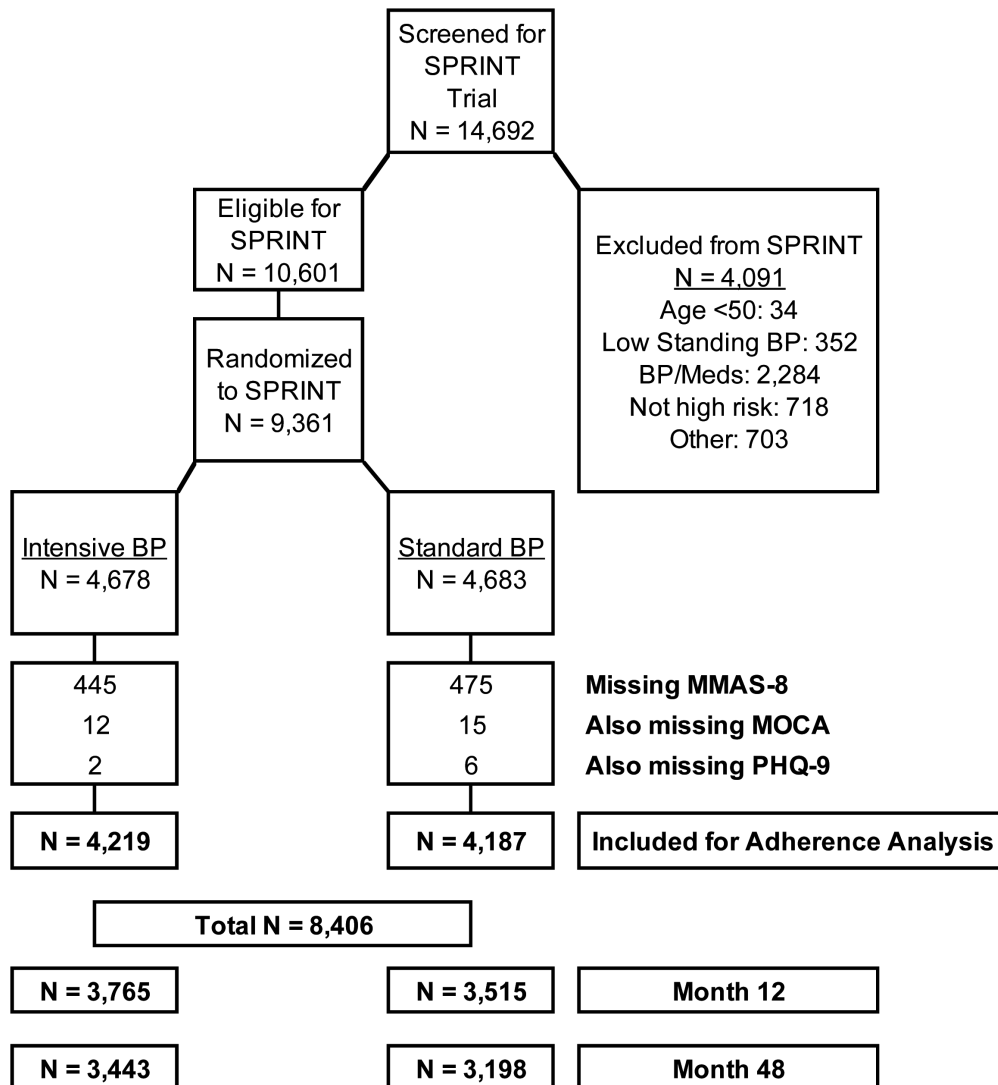 Screened for
SPRINT
Trial
N = 14,692
Eligible for
SPRINT
N = 10,601
Excluded from SPRINT
N = 4,091
Age <50: 34
Low Standing BP: 352
BP/Meds: 2,284
Not high risk: 718
Other: 703
Randomized
to SPRINT
N = 9,361
Intensive BP
N = 4,678
Standard BP
N = 4,683
445 475 Missing MMAS-8
12 15 Also missing MOCA
2 6 Also missing PHQ-9
N = 4,219 N = 4,187 Included for Adherence Analysis
Total N = 8,406
N = 3,765 N = 3,515 Month 12
N = 3,443 N = 3,198 Month 48